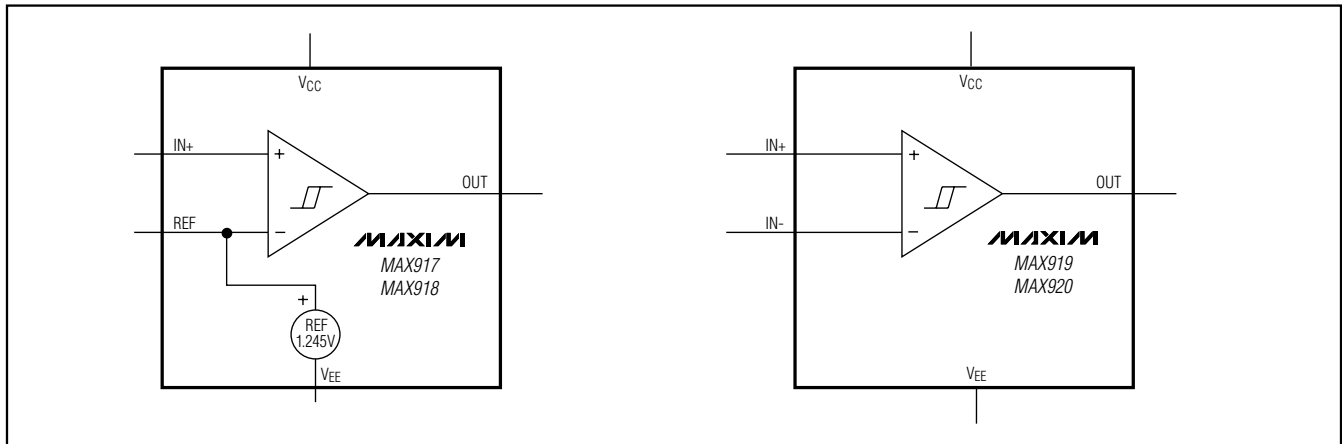 VCC
IN+
+
OUT
REF
−
MAXIM
MAX917
MAX918
+
REF
1.245V
VEE
VCC
IN+
+
OUT
IN-
−
MAXIM
MAX919
MAX920
VEE